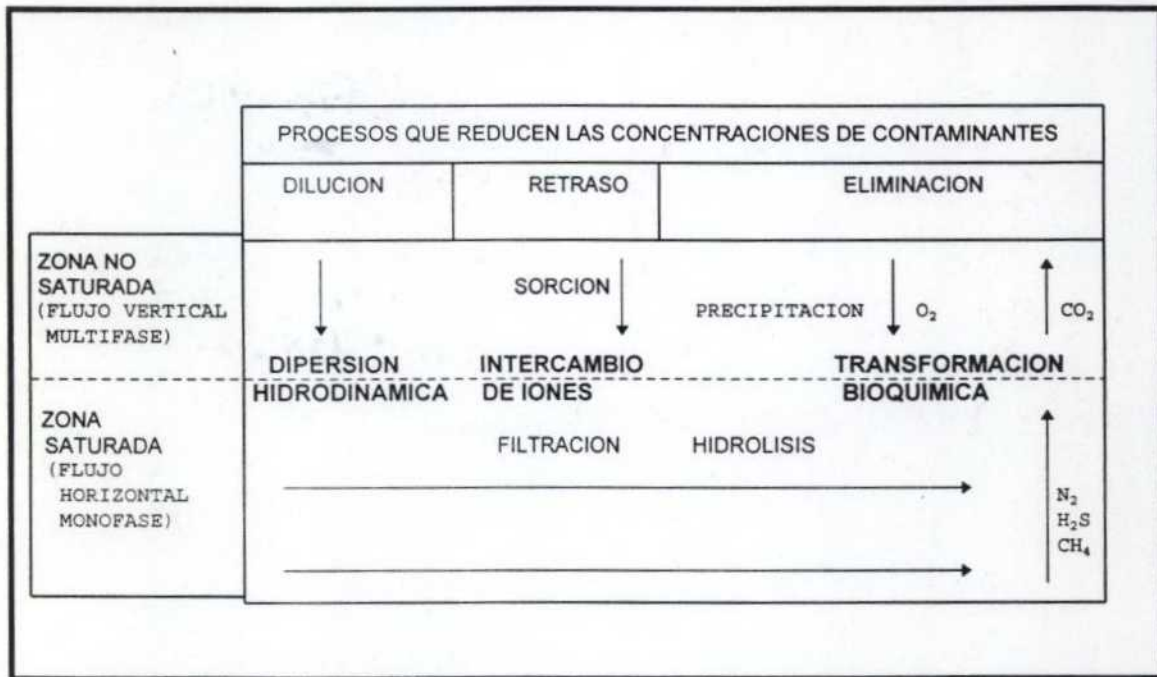 PROCESOS QUE REDUCEN LAS CONCENTRACIONES DE CONTAMINANTES
DILUCION
RETRASO
ELIMINACION
ZONA NO
SATURADA
(FLUJO VERTICAL
MULTIFASE)
SORCION
PRECIPITACION
O₂
CO₂
DIPERSION
HIDRODINAMICA
INTERCAMBIO
DE IONES
TRANSFORMACION
BIOQUIMICA
ZONA
SATURADA
(FLUJO
HORIZONTAL
MONOFASE)
FILTRACION
HIDROLISIS
N₂
H₂S
CH₄